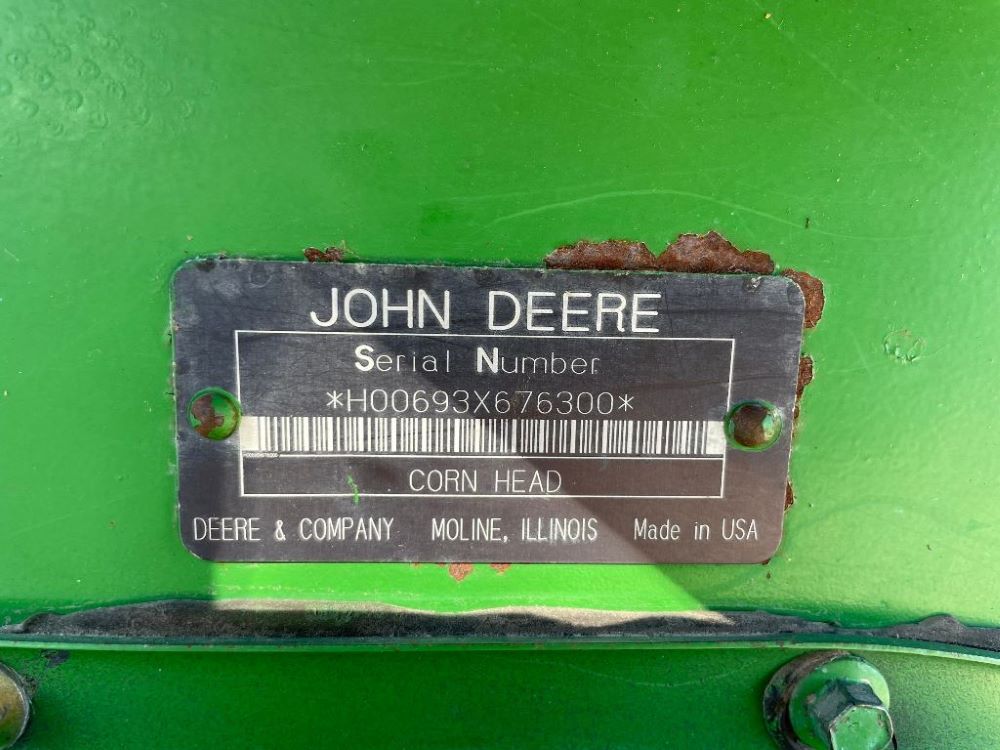 JOHN DEERE
Serial Number
*H00693X676300*
CORN HEAD
DEERE & COMPANY MOLINE, ILLINOIS Made in USA